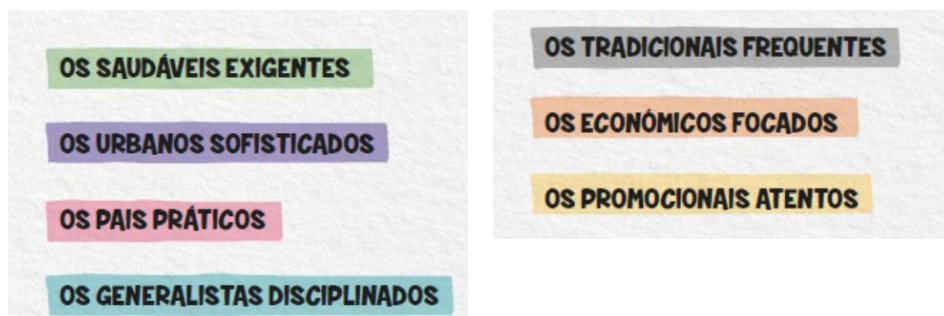 OS SAUDÁVEIS EXIGENTES
OS URBANOS SOFISTICADOS
OS PAIS PRÁTICOS
OS GENERALISTAS DISCIPLINADOS
OS TRADICIONAIS FREQUENTES
OS ECONÓMICOS FOCADOS
OS PROMOCIONAIS ATENTOS